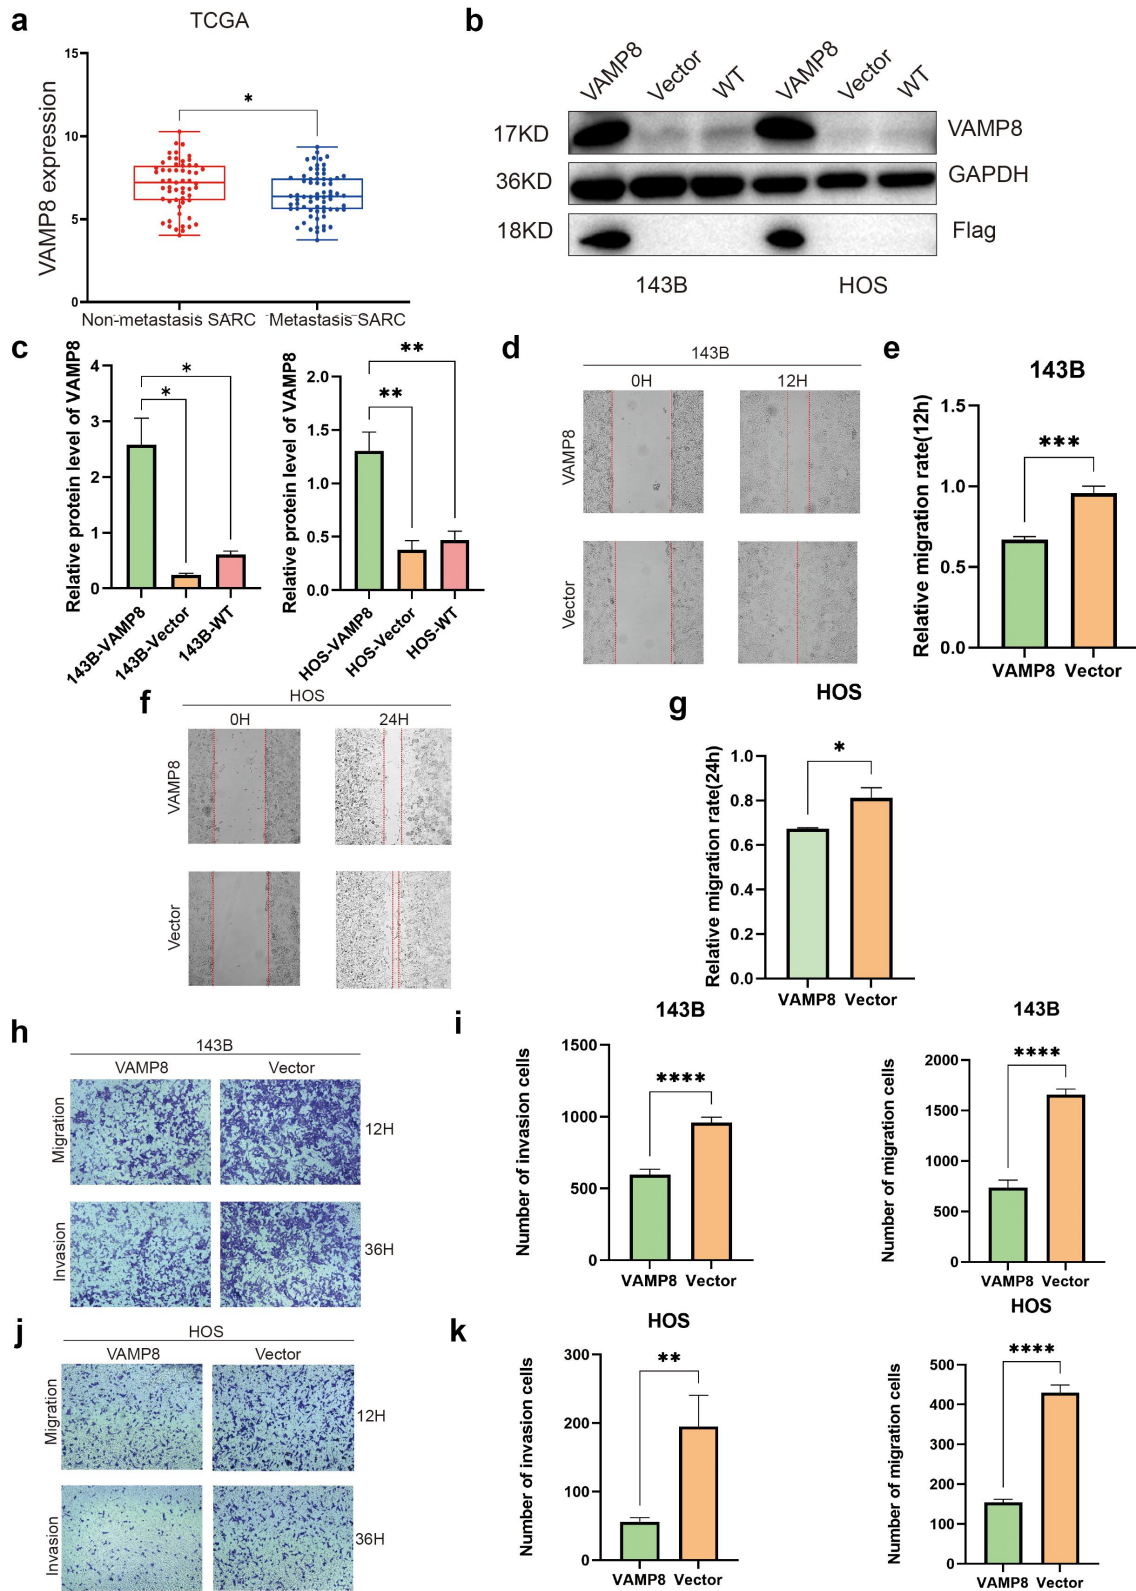 a
TCGA
VAMP8 expression
15
10
5
0
*
Non-metastasis SARC
Metastasis SARC
b
VAMP8
Vector
WT
VAMP8
Vector
WT
17KD
VAMP8
36KD
GAPDH
18KD
Flag
143B
HOS
c
Relative protein level of VAMP8
4
3
2
1
0
*
*
143B-VAMP8
143B-Vector
143B-WT
Relative protein level of VAMP8
2.0
1.5
1.0
0.5
0.0
**
**
HOS-VAMP8
HOS-Vector
HOS-WT
d
143B
0H
12H
VAMP8
Vector
e
143B
Relative migration rate(12h)
1.5
1.0
0.5
0.0
***
VAMP8
Vector
f
HOS
0H
24H
VAMP8
Vector
g
HOS
Relative migration rate(24h)
1.0
0.8
0.6
0.4
0.2
0.0
*
VAMP8
Vector
h
143B
VAMP8
Vector
Migration
12H
Invasion
36H
i
143B
Number of invasion cells
1500
1000
500
0
****
VAMP8
Vector
143B
Number of migration cells
2000
1500
1000
500
0
****
VAMP8
Vector
j
HOS
VAMP8
Vector
Migration
12H
Invasion
36H
k
HOS
Number of invasion cells
300
200
100
0
**
VAMP8
Vector
HOS
Number of migration cells
500
400
300
200
100
0
****
VAMP8
Vector